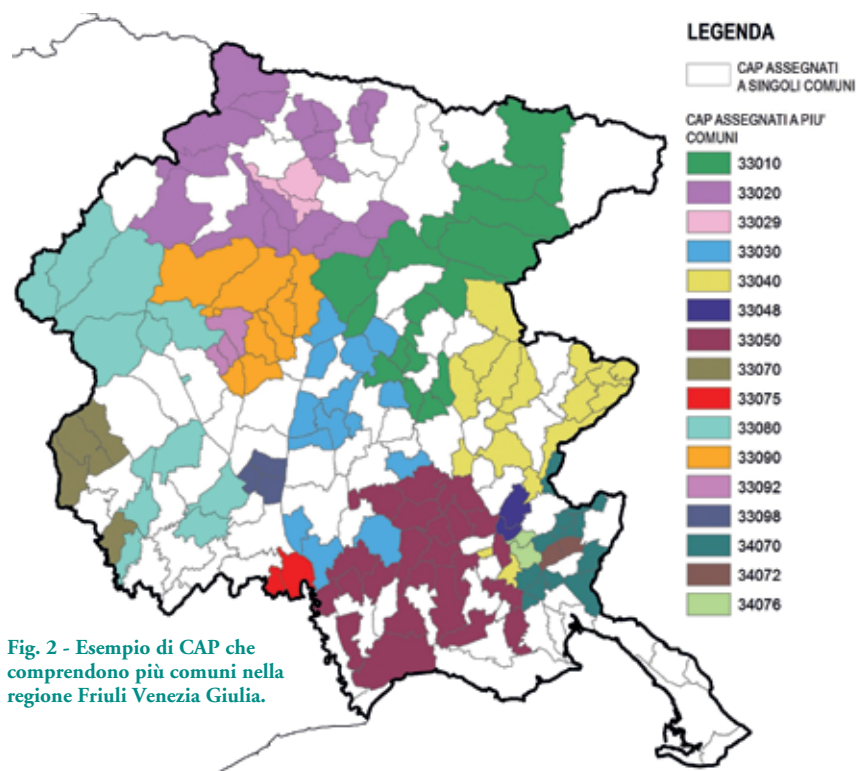 LEGENDA
CAP ASSEGNATI
A SINGOLI COMUNI
CAP ASSEGNATI A PIU'
COMUNI
33010
33020
33029
33030
33040
33048
33050
33070
33075
33080
33090
33092
33098
34070
34072
34076
Fig. 2 - Esempio di CAP che
comprendono più comuni nella
regione Friuli Venezia Giulia.